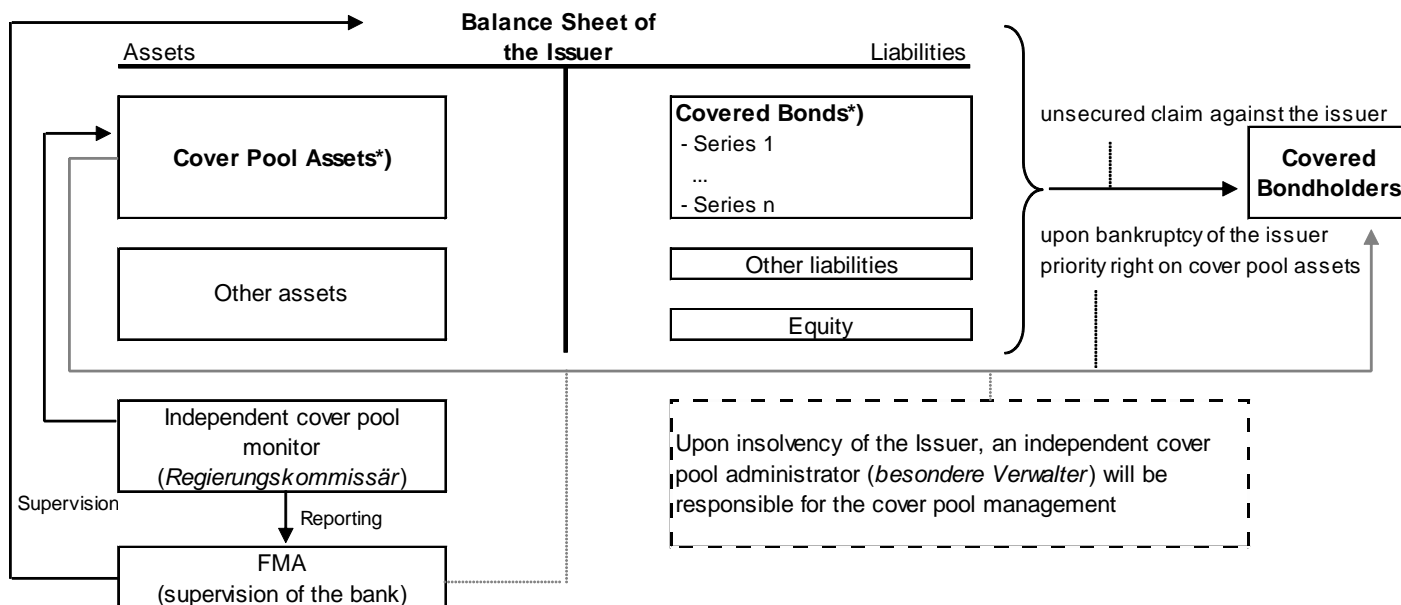 Balance Sheet of
the Issuer
Assets
Liabilities
Cover Pool Assets*)
Other assets
Covered Bonds*)
- Series 1
...
- Series n
Other liabilities
Equity
unsecured claim against the issuer
Covered
Bondholders
upon bankruptcy of the issuer
priority right on cover pool assets
Independent cover pool
monitor
(Regierungskommissär)
Supervision
Reporting
FMA
(supervision of the bank)
Upon insolvency of the Issuer, an independent cover
pool administrator (besondere Verwalter) will be
responsible for the cover pool management